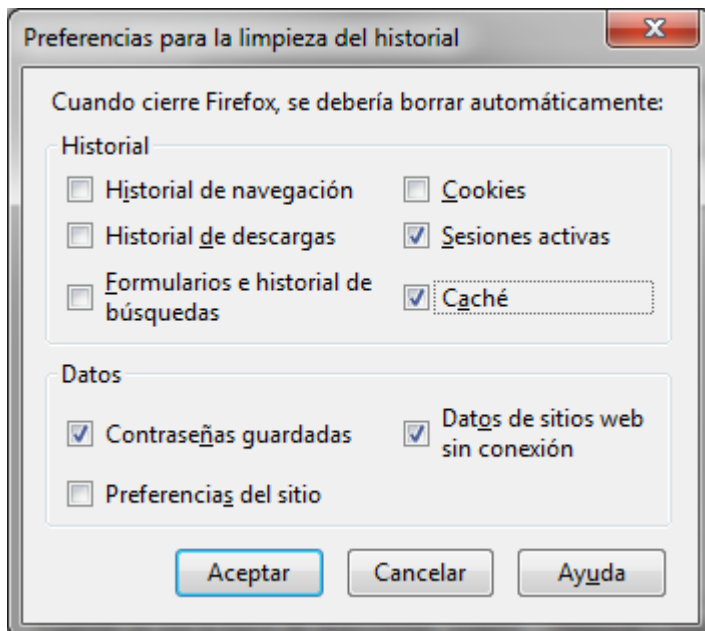 Preferencias para la limpieza del historial
Cuando cierre Firefox, se debería borrar automáticamente:
Historial
Historial de navegación
Cookies
Historial de descargas
Sesiones activas
Formularios e historial de
búsquedas
Caché
Datos
Contraseñas guardadas
Datos de sitios web
sin conexión
Preferencias del sitio
Aceptar
Cancelar
Ayuda